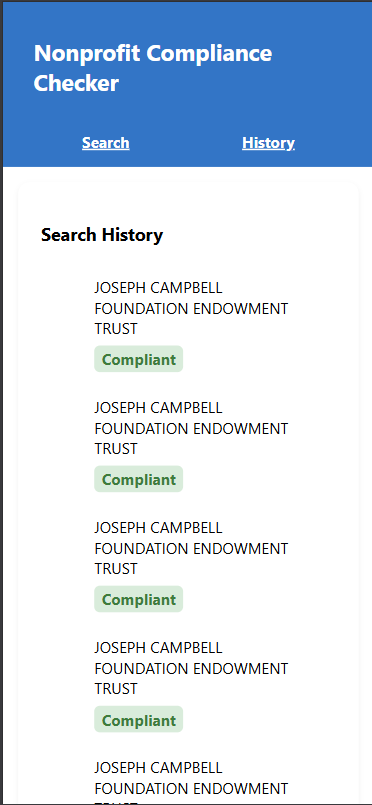 Nonprofit Compliance
Checker
Search
History
Search History
JOSEPH CAMPBELL
FOUNDATION ENDOWMENT
TRUST
Compliant
JOSEPH CAMPBELL
FOUNDATION ENDOWMENT
TRUST
Compliant
JOSEPH CAMPBELL
FOUNDATION ENDOWMENT
TRUST
Compliant
JOSEPH CAMPBELL
FOUNDATION ENDOWMENT
TRUST
Compliant
JOSEPH CAMPBELL
FOUNDATION ENDOWMENT